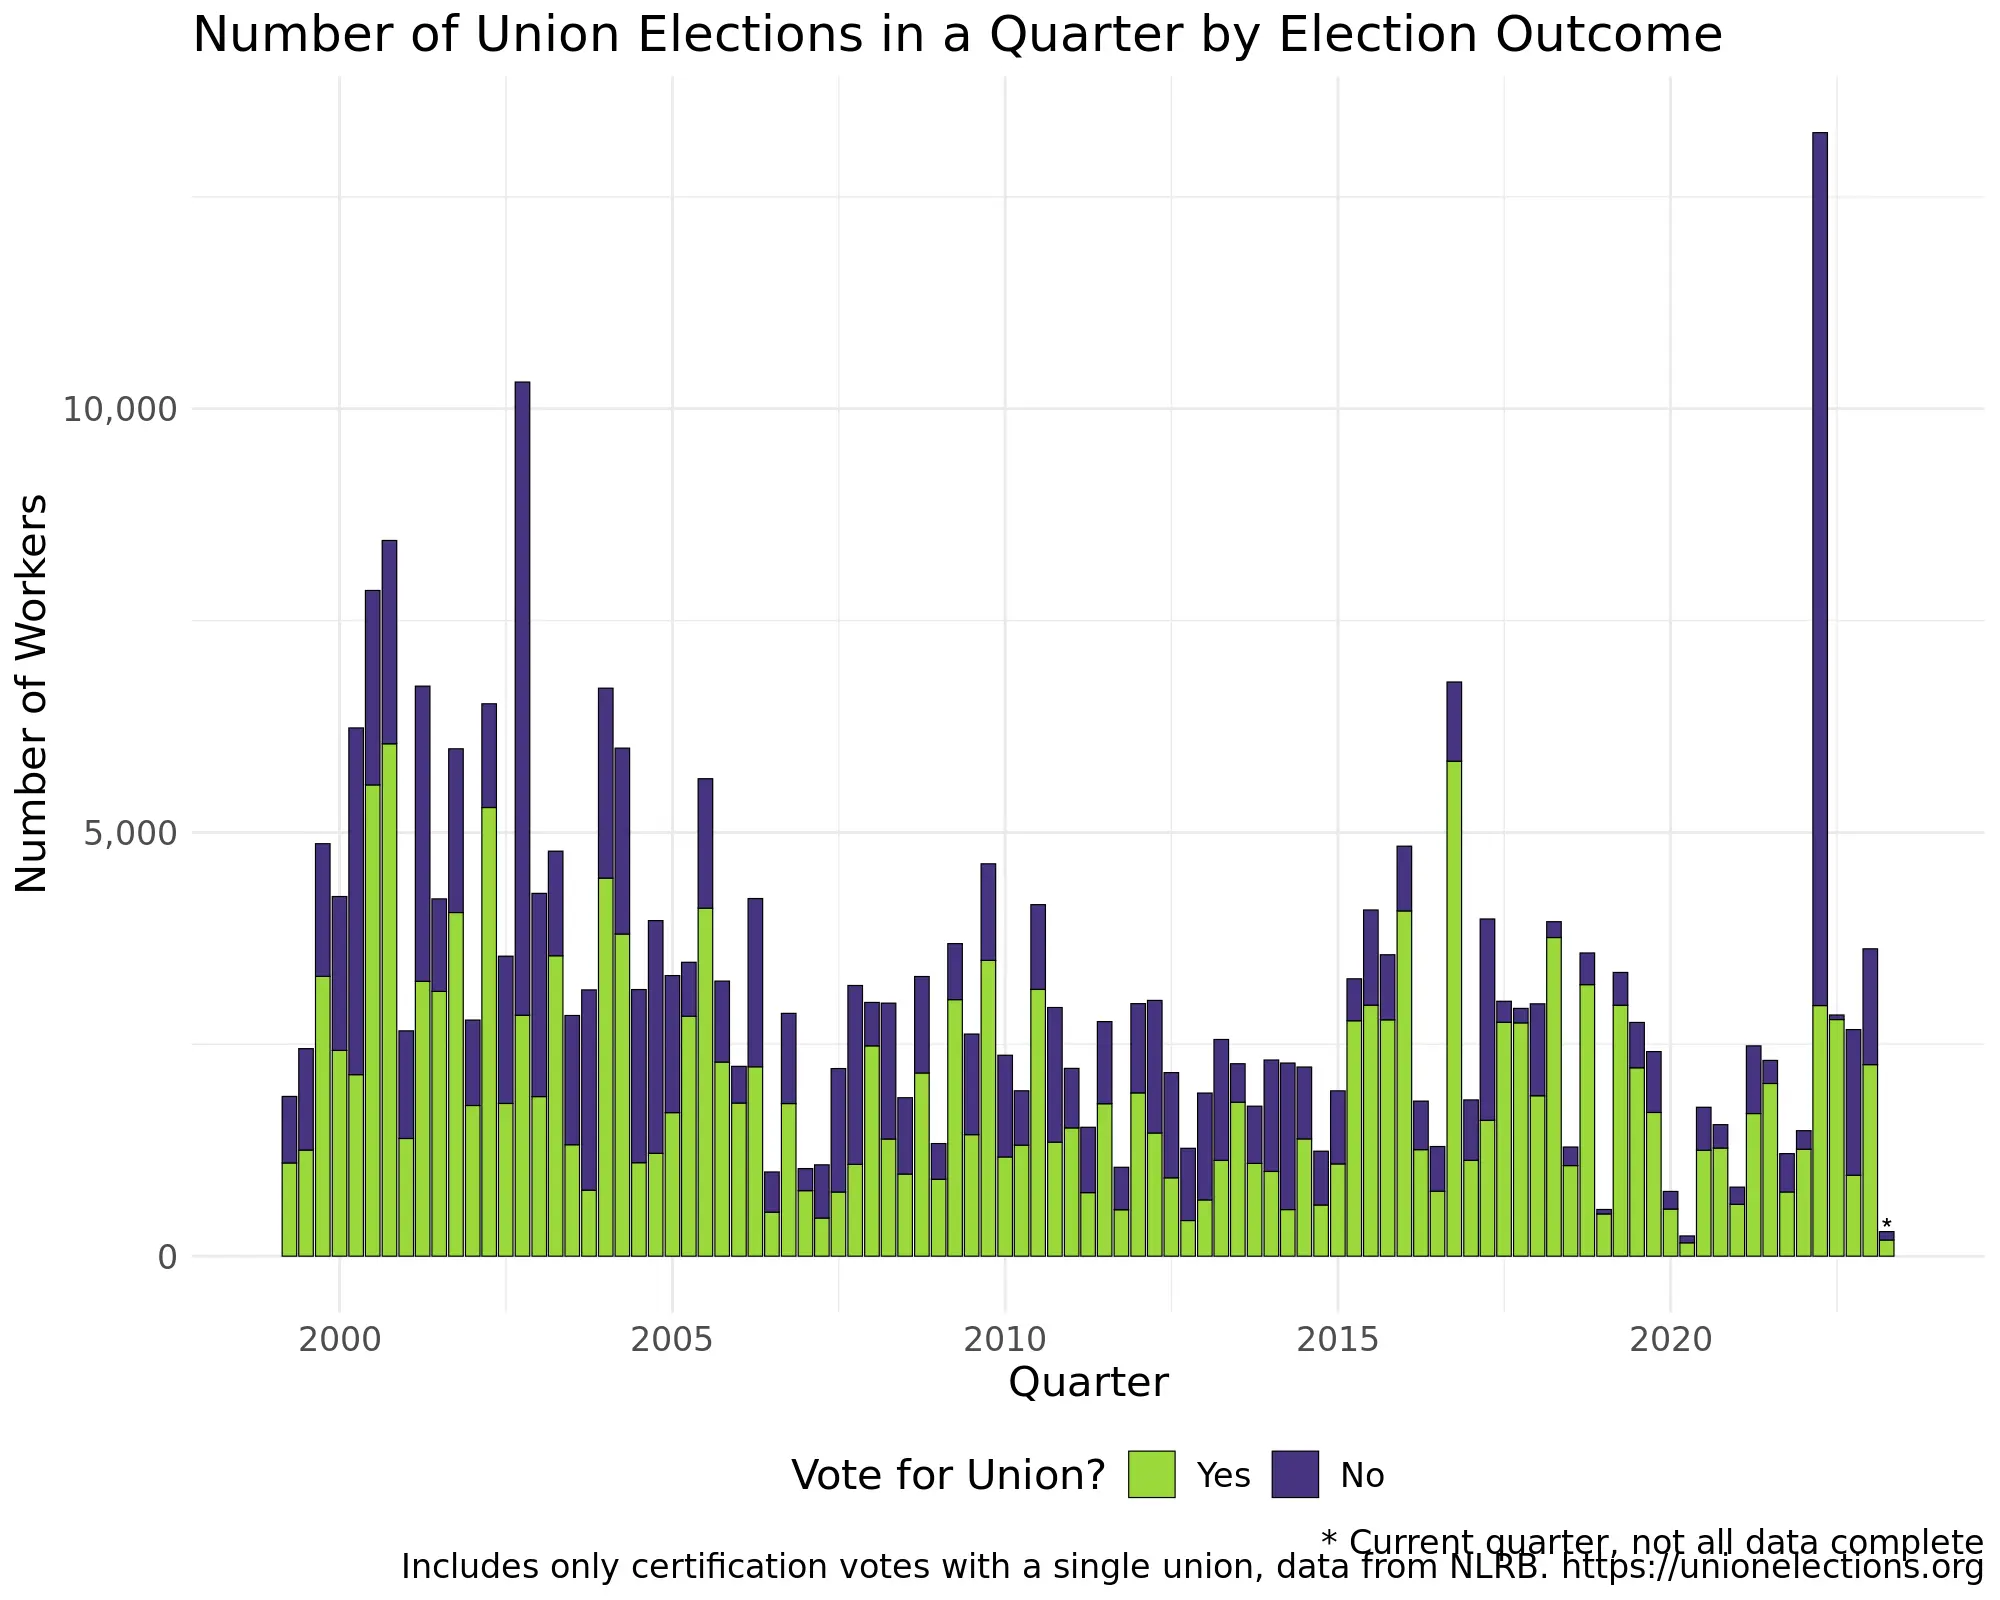 Number of Union Elections in a Quarter by Election Outcome
Number of Workers
10,000
5,000
0
*
2000
2005
2010
2015
2020
Quarter
Vote for Union?
Yes
No
* Current quarter, not all data complete
Includes only certification votes with a single union, data from NLRB. https://unionelections.org